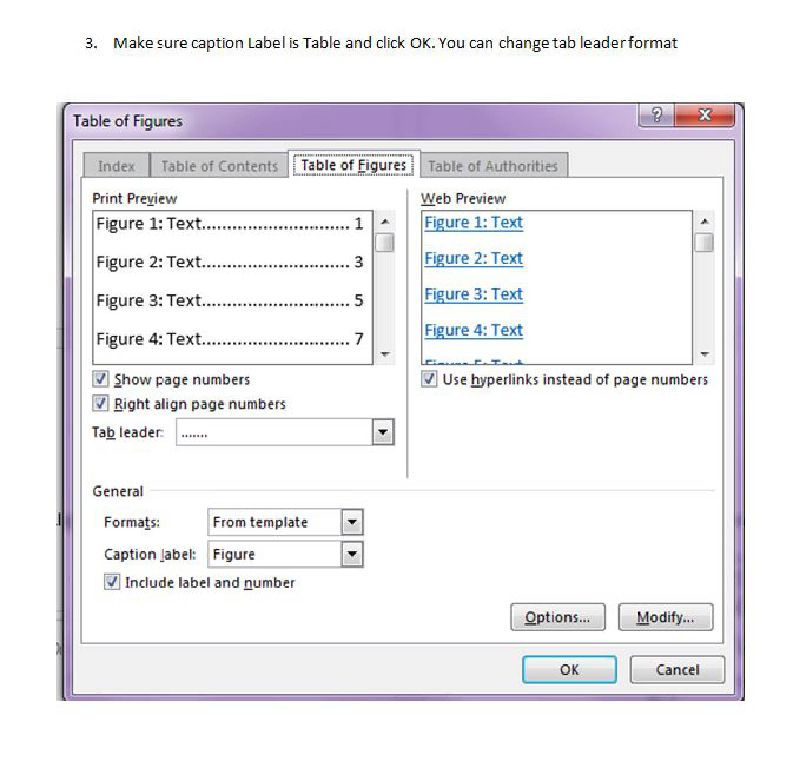 3. Make sure caption Label is Table and click OK. You can change tab leader format
Table of Figures
Index Table of Contents Table of Figures Table of Authorities
Print Preview
Figure 1: Text................................ 1
Figure 2: Text................................ 3
Figure 3: Text................................ 5
Figure 4: Text................................ 7
Show page numbers
Right align page numbers
Tab leader: .......
Web Preview
Figure 1: Text
Figure 2: Text
Figure 3: Text
Figure 4: Text
Figure 5: Text
Use hyperlinks instead of page numbers
General
Formats: From template
Caption label: Figure
Include label and number
Options... Modify...
OK Cancel